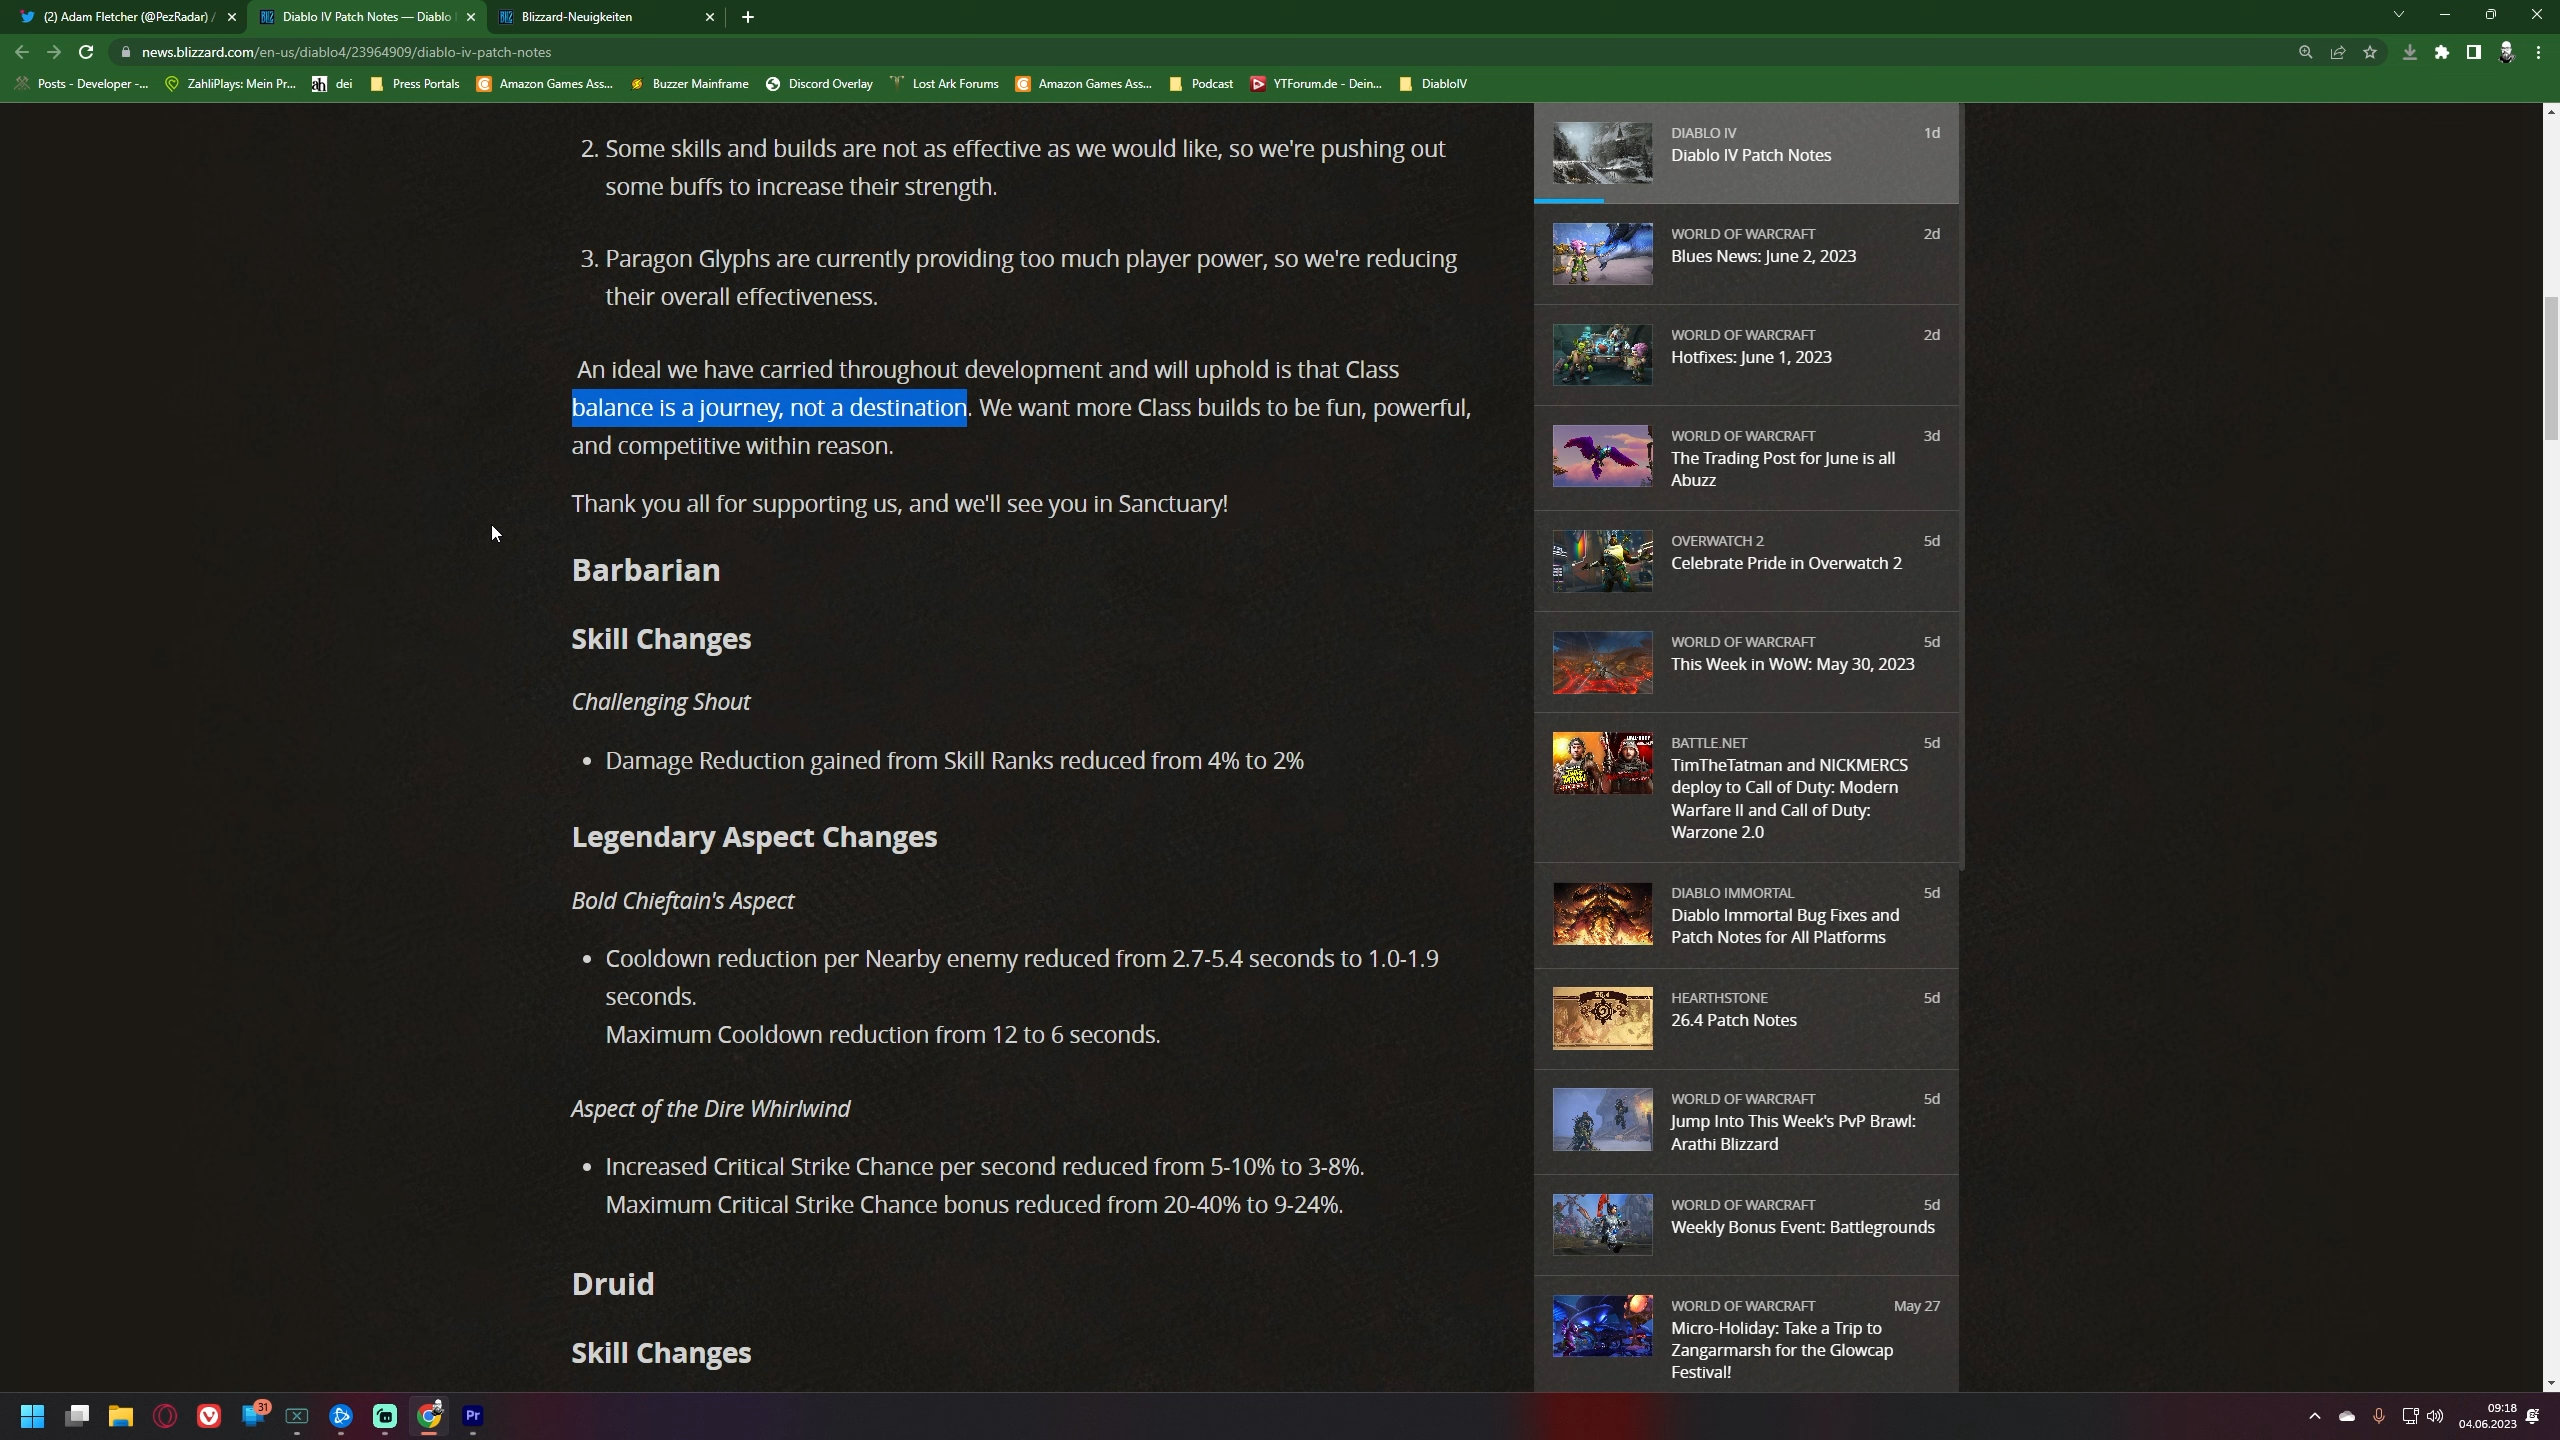 (2) Adam Fletcher (@PezRadar) /
Diablo IV Patch Notes — Diablo
Blizzard-Neuigkeiten
news.blizzard.com/en-us/diablo4/23964909/diablo-iv-patch-notes
Posts - Developer -...
ZahliPlays: Mein Pr...
ah dei
Press Portals
Amazon Games Ass...
Buzzer Mainframe
Discord Overlay
Lost Ark Forums
Amazon Games Ass...
Podcast
YTForum.de - Dein...
DiabloIV
2. Some skills and builds are not as effective as we would like, so we're pushing out
some buffs to increase their strength.
3. Paragon Glyphs are currently providing too much player power, so we're reducing
their overall effectiveness.
An ideal we have carried throughout development and will uphold is that Class
balance is a journey, not a destination. We want more Class builds to be fun, powerful,
and competitive within reason.
Thank you all for supporting us, and we'll see you in Sanctuary!
Barbarian
Skill Changes
Challenging Shout
• Damage Reduction gained from Skill Ranks reduced from 4% to 2%
Legendary Aspect Changes
Bold Chieftain's Aspect
• Cooldown reduction per Nearby enemy reduced from 2.7-5.4 seconds to 1.0-1.9
seconds.
Maximum Cooldown reduction from 12 to 6 seconds.
Aspect of the Dire Whirlwind
• Increased Critical Strike Chance per second reduced from 5-10% to 3-8%.
Maximum Critical Strike Chance bonus reduced from 20-40% to 9-24%.
Druid
Skill Changes
DIABLO IV 1d
Diablo IV Patch Notes
WORLD OF WARCRAFT 2d
Blues News: June 2, 2023
WORLD OF WARCRAFT 2d
Hotfixes: June 1, 2023
WORLD OF WARCRAFT 3d
The Trading Post for June is all
Abuzz
OVERWATCH 2 5d
Celebrate Pride in Overwatch 2
WORLD OF WARCRAFT 5d
This Week in WoW: May 30, 2023
BATTLE.NET 5d
TimTheTatman and NICKMERCS
deploy to Call of Duty: Modern
Warfare II and Call of Duty:
Warzone 2.0
DIABLO IMMORTAL 5d
Diablo Immortal Bug Fixes and
Patch Notes for All Platforms
HEARTHSTONE 5d
26.4 Patch Notes
WORLD OF WARCRAFT 5d
Jump Into This Week's PvP Brawl:
Arathi Blizzard
WORLD OF WARCRAFT 5d
Weekly Bonus Event: Battlegrounds
WORLD OF WARCRAFT May 27
Micro-Holiday: Take a Trip to
Zangarmarsh for the Glowcap
Festival!
31
Pr
09:18
04.06.2023